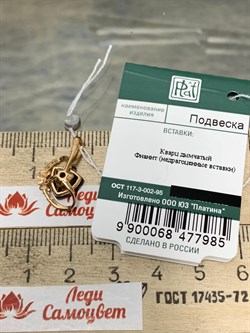 Plat
наименование
изделия
Подвеска
ВСТАВКИ:
Кварц дымчатый
Фианит (недрагоценные вставки)
ОСТ 117-3-002-95
Изготовлено ООО ЮЗ "Платина"
9 900068 477985
СДЕЛАНО В РОССИИ
Леди
Самоцвет
Леди
Самоцвет
ГОСТ 17435-72